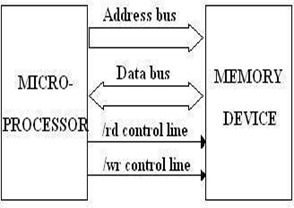 Address bus
MICRO-
PROCESSOR
Data bus
/rd control line
/wr control line
MEMORY
DEVICE